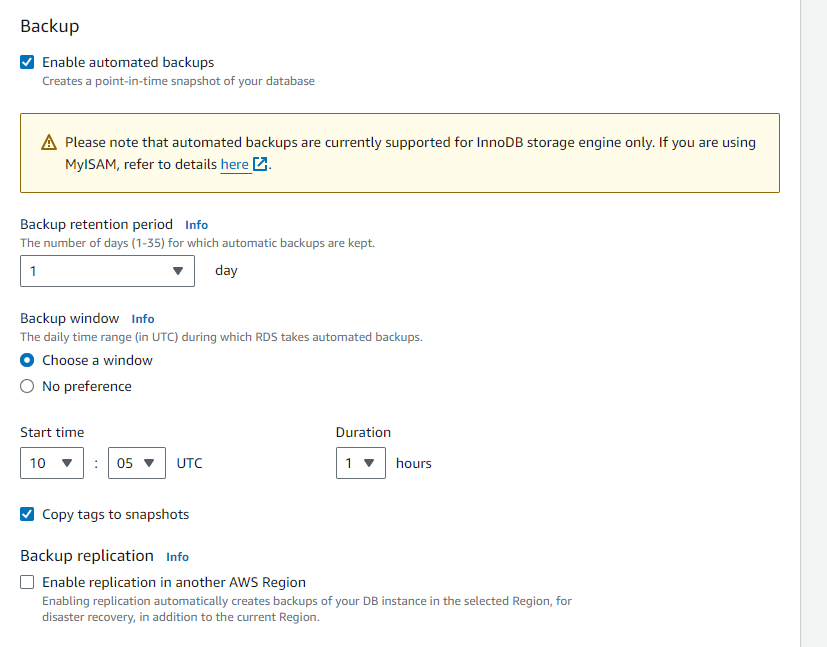 Backup
Enable automated backups
Creates a point-in-time snapshot of your database
Please note that automated backups are currently supported for InnoDB storage engine only. If you are using
MyISAM, refer to details here.
Backup retention period Info
The number of days (1-35) for which automatic backups are kept.
1 day
Backup window Info
The daily time range (in UTC) during which RDS takes automated backups.
Choose a window
No preference
Start time Duration
10 : 05 UTC 1 hours
Copy tags to snapshots
Backup replication Info
Enable replication in another AWS Region
Enabling replication automatically creates backups of your DB instance in the selected Region, for
disaster recovery, in addition to the current Region.